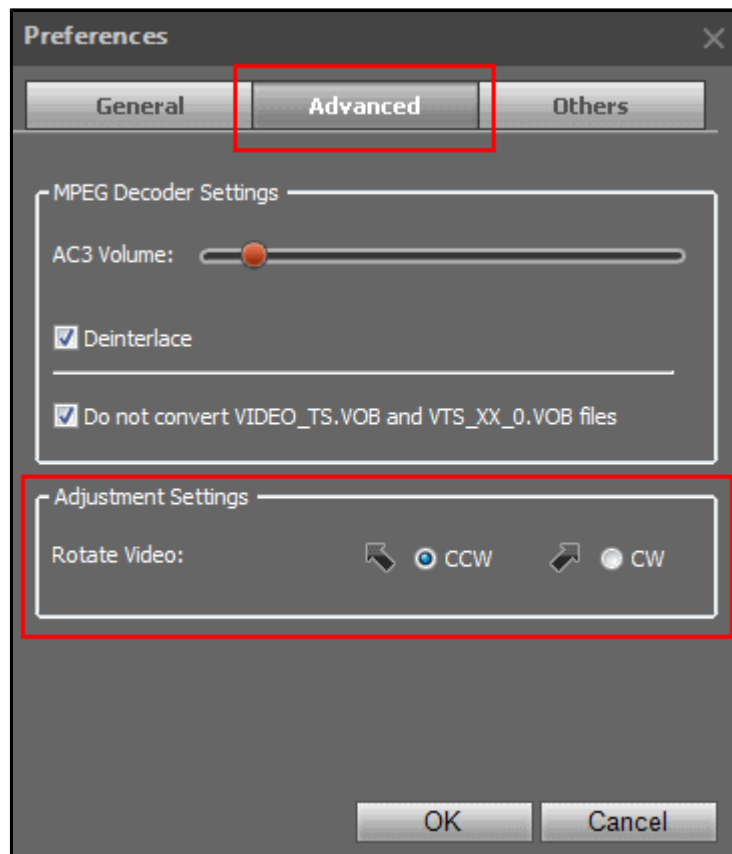 Preferences
General Advanced Others
MPEG Decoder Settings
AC3 Volume:
Deinterlace
Do not convert VIDEO_TS.VOB and VTS_XX_0.VOB files
Adjustment Settings
Rotate Video: CCW CW
OK Cancel